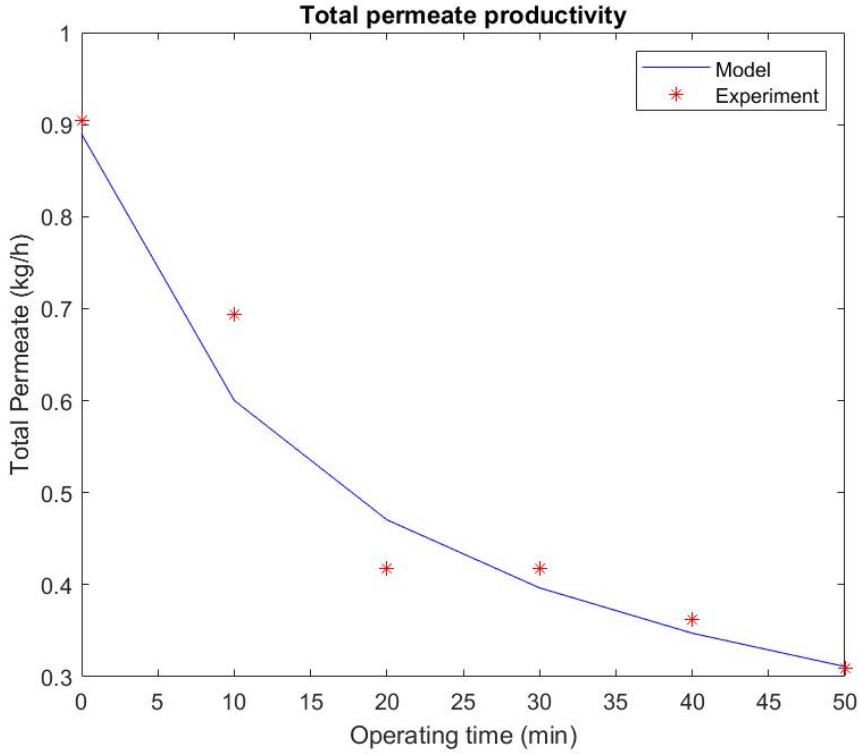 Total permeate productivity
1
0.9
0.8
0.7
0.6
0.5
0.4
0.3
Total Permeate (kg/h)
Model
Experiment
0 5 10 15 20 25 30 35 40 45 50
Operating time (min)